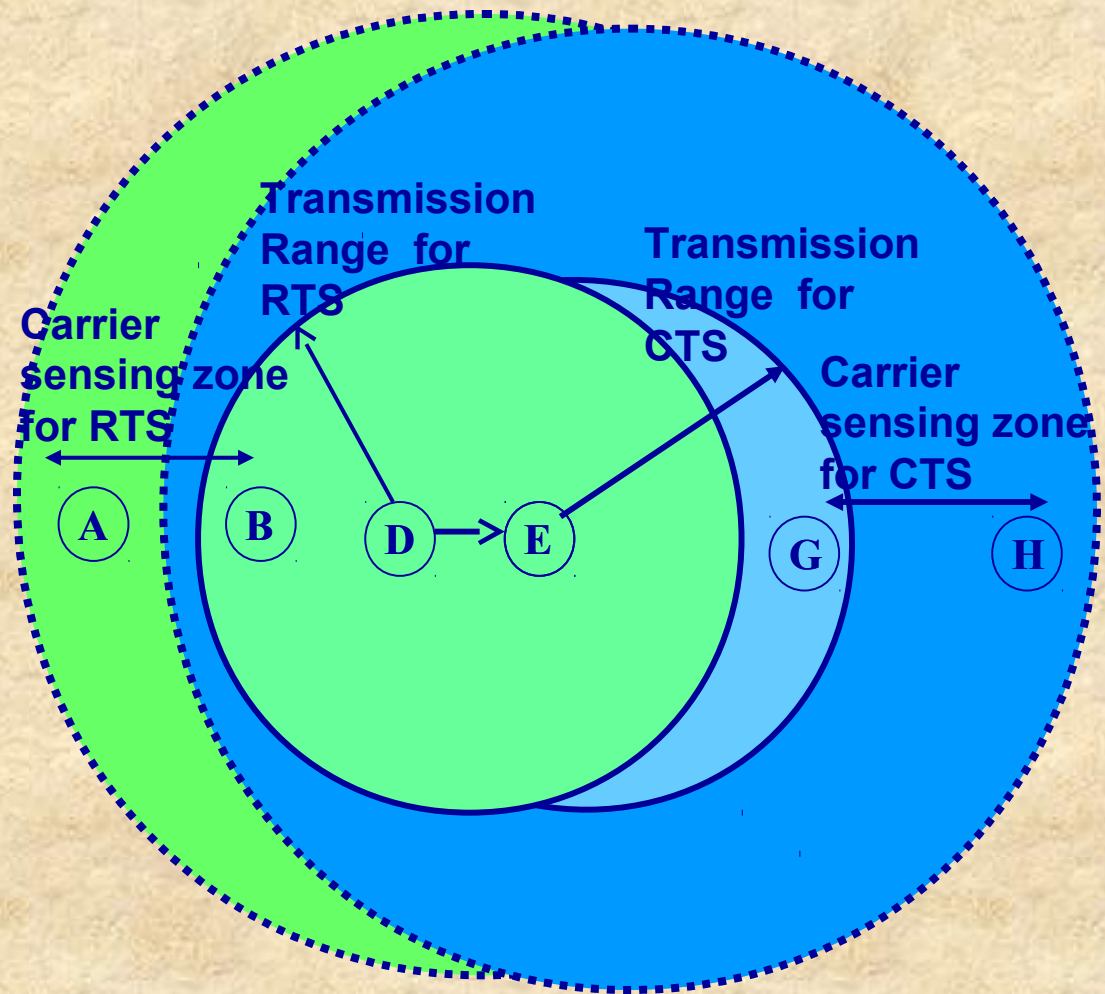 Transmission
Range for
RTS
Transmission
Range for
CTS
Carrier
sensing zone
for RTS
Carrier
sensing zone
for CTS
A
B
D
E
G
H